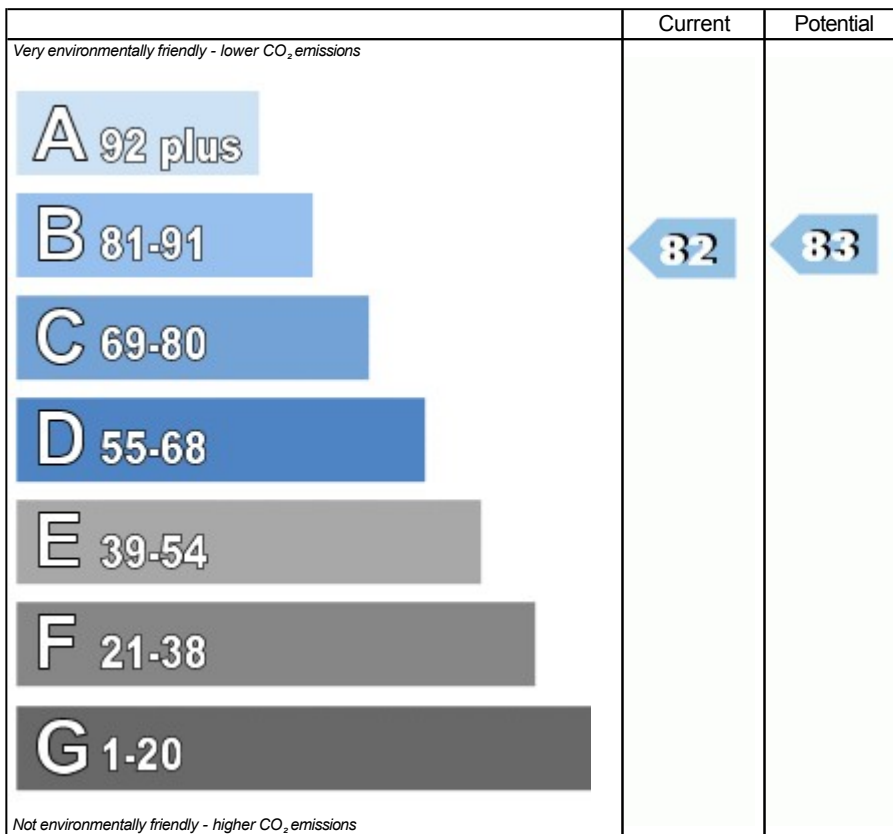 Current Potential
Very environmentally friendly - lower CO₂ emissions
A 92 plus
B 81-91 82 83
C 69-80
D 55-68
E 39-54
F 21-38
G 1-20
Not environmentally friendly - higher CO₂ emissions